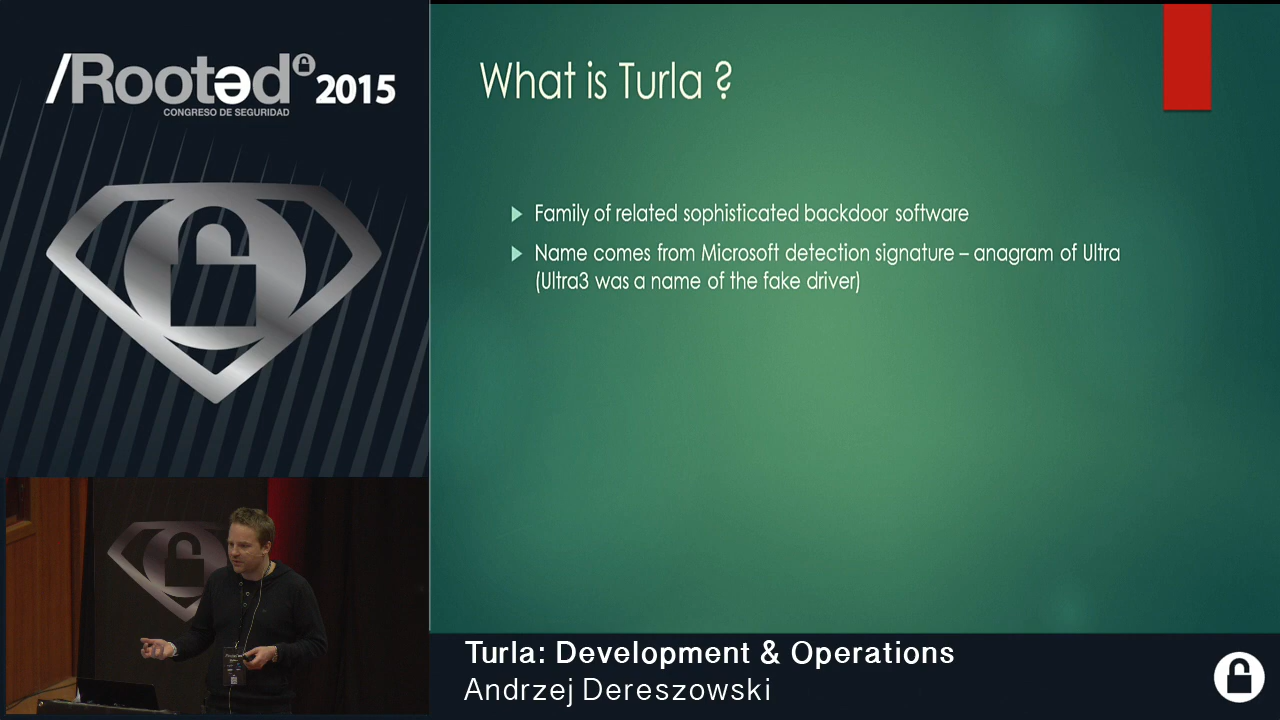 /Rootəd 2015
CONGRESO DE SEGURIDAD
What is Turla ?
Family of related sophisticated backdoor software
Name comes from Microsoft detection signature – anagram of Ultra
(Ultra3 was a name of the fake driver)
Turla: Development & Operations
Andrzej Dereszowski